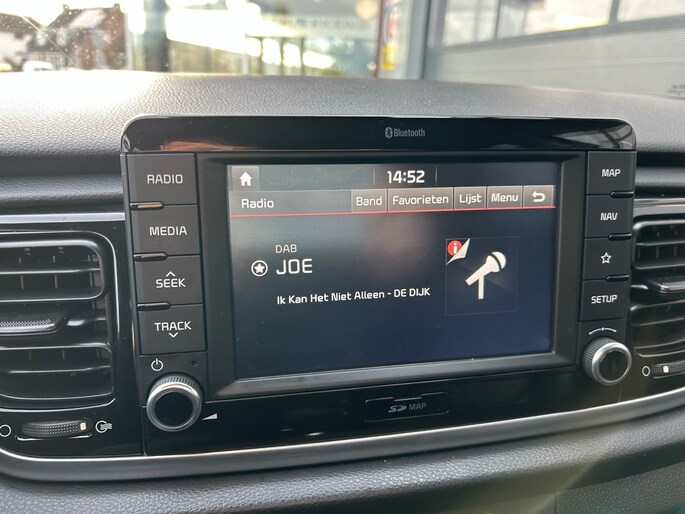 Bluetooth
RADIO
MEDIA
SEEK
TRACK
14:52
Radio Band Favorieten Lijst Menu
DAB
JOE
Ik Kan Het Niet Alleen - DE DIJK
i
MAP
NAV
SETUP
SD MAP